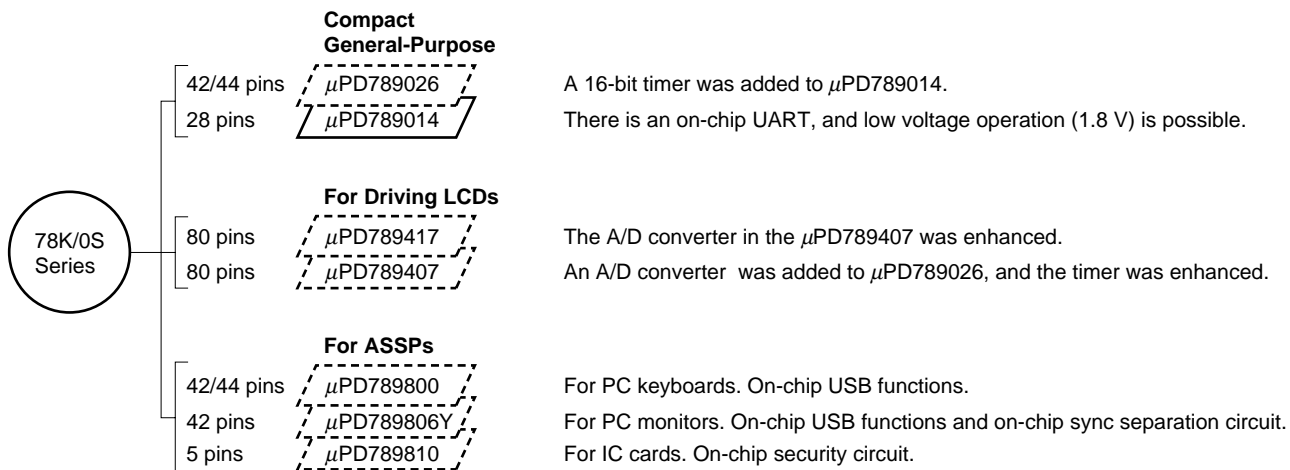 Compact
General-Purpose
42/44 pins μPD789026 A 16-bit timer was added to μPD789014.
28 pins μPD789014 There is an on-chip UART, and low voltage operation (1.8 V) is possible.
For Driving LCDs
78K/0S
Series
80 pins μPD789417 The A/D converter in the μPD789407 was enhanced.
80 pins μPD789407 An A/D converter was added to μPD789026, and the timer was enhanced.
For ASSPs
42/44 pins μPD789800 For PC keyboards. On-chip USB functions.
42 pins μPD789806Y For PC monitors. On-chip USB functions and on-chip sync separation circuit.
5 pins μPD789810 For IC cards. On-chip security circuit.